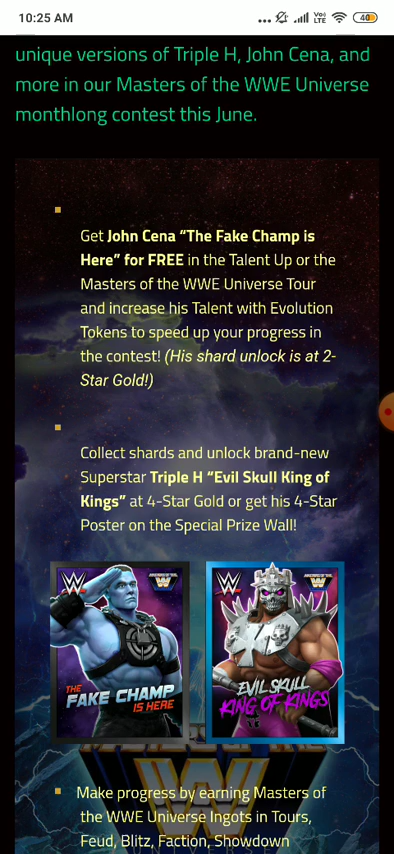 10:25 AM
Vo)
LTE
40
unique versions of Triple H, John Cena, and
more in our Masters of the WWE Universe
monthlong contest this June.
Get John Cena “The Fake Champ is
Here” for FREE in the Talent Up or the
Masters of the WWE Universe Tour
and increase his Talent with Evolution
Tokens to speed up your progress in
the contest! (His shard unlock is at 2-
Star Gold!)
Collect shards and unlock brand-new
Superstar Triple H “Evil Skull King of
Kings” at 4-Star Gold or get his 4-Star
Poster on the Special Prize Wall!
THE
FAKE CHAMP
IS HERE
EVIL SKULL
KING OF KINGS
Make progress by earning Masters of
the WWE Universe Ingots in Tours,
Feud, Blitz, Faction, Showdown